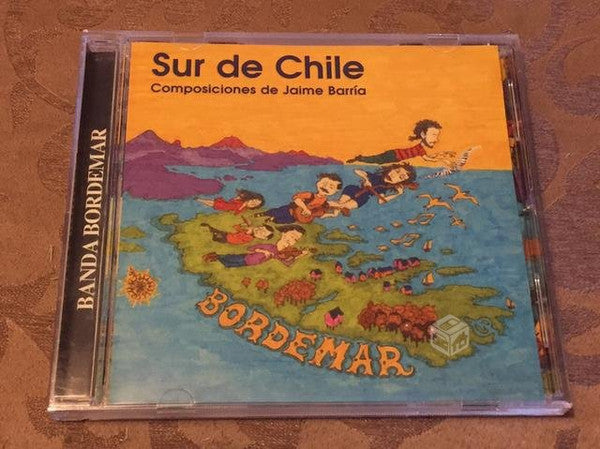 Sur de Chile
Composiciones de Jaime Barría
BANDA BORDEMAR
BORDEMAR